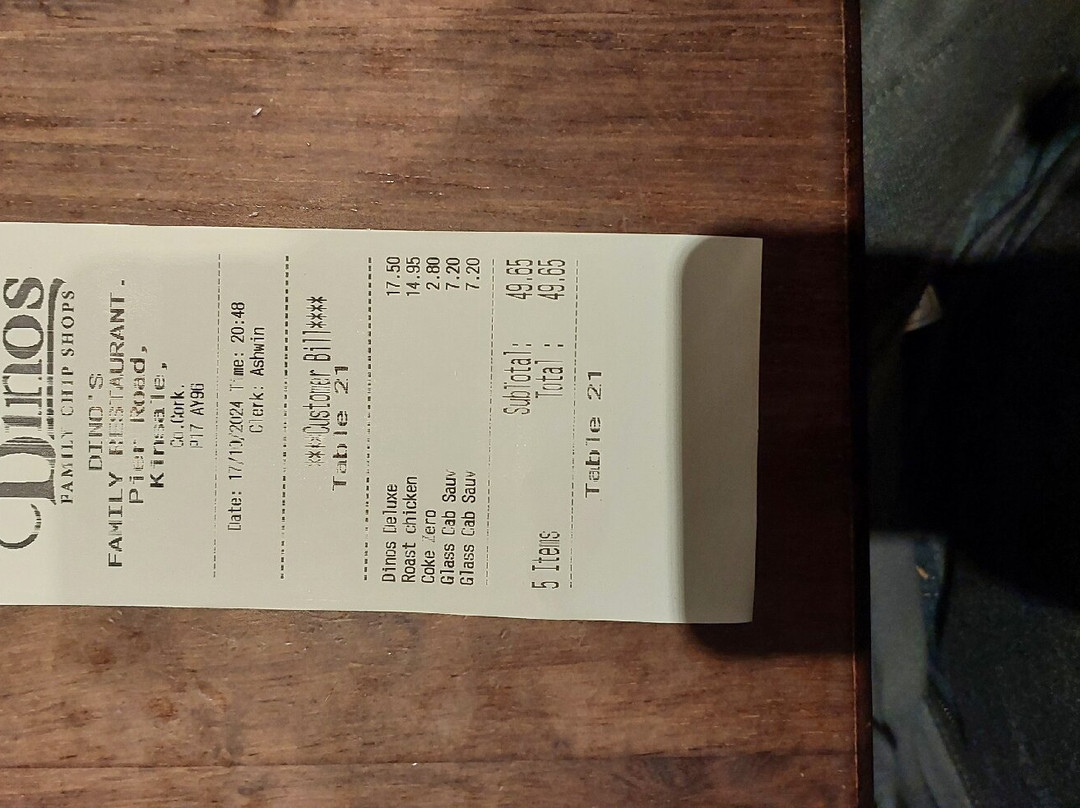 Dinos
FAMILY CHIP SHOPS
DINO'S
FAMILY RESTAURANT.
Pier Road,
Kinsale,
Co.Cork.
P17 AY96
Date: 17/10/2024 Time: 20:48
Clerk: Ashwin
***Customer Bill****
Table 21
Dinos Deluxe 17.50
Roast chicken 14.95
Coke Zero 2.80
Glass Cab Sauv 7.20
Glass Cab Sauv 7.20
SubTotal: 49.65
5 Items Total : 49.65
Table 21